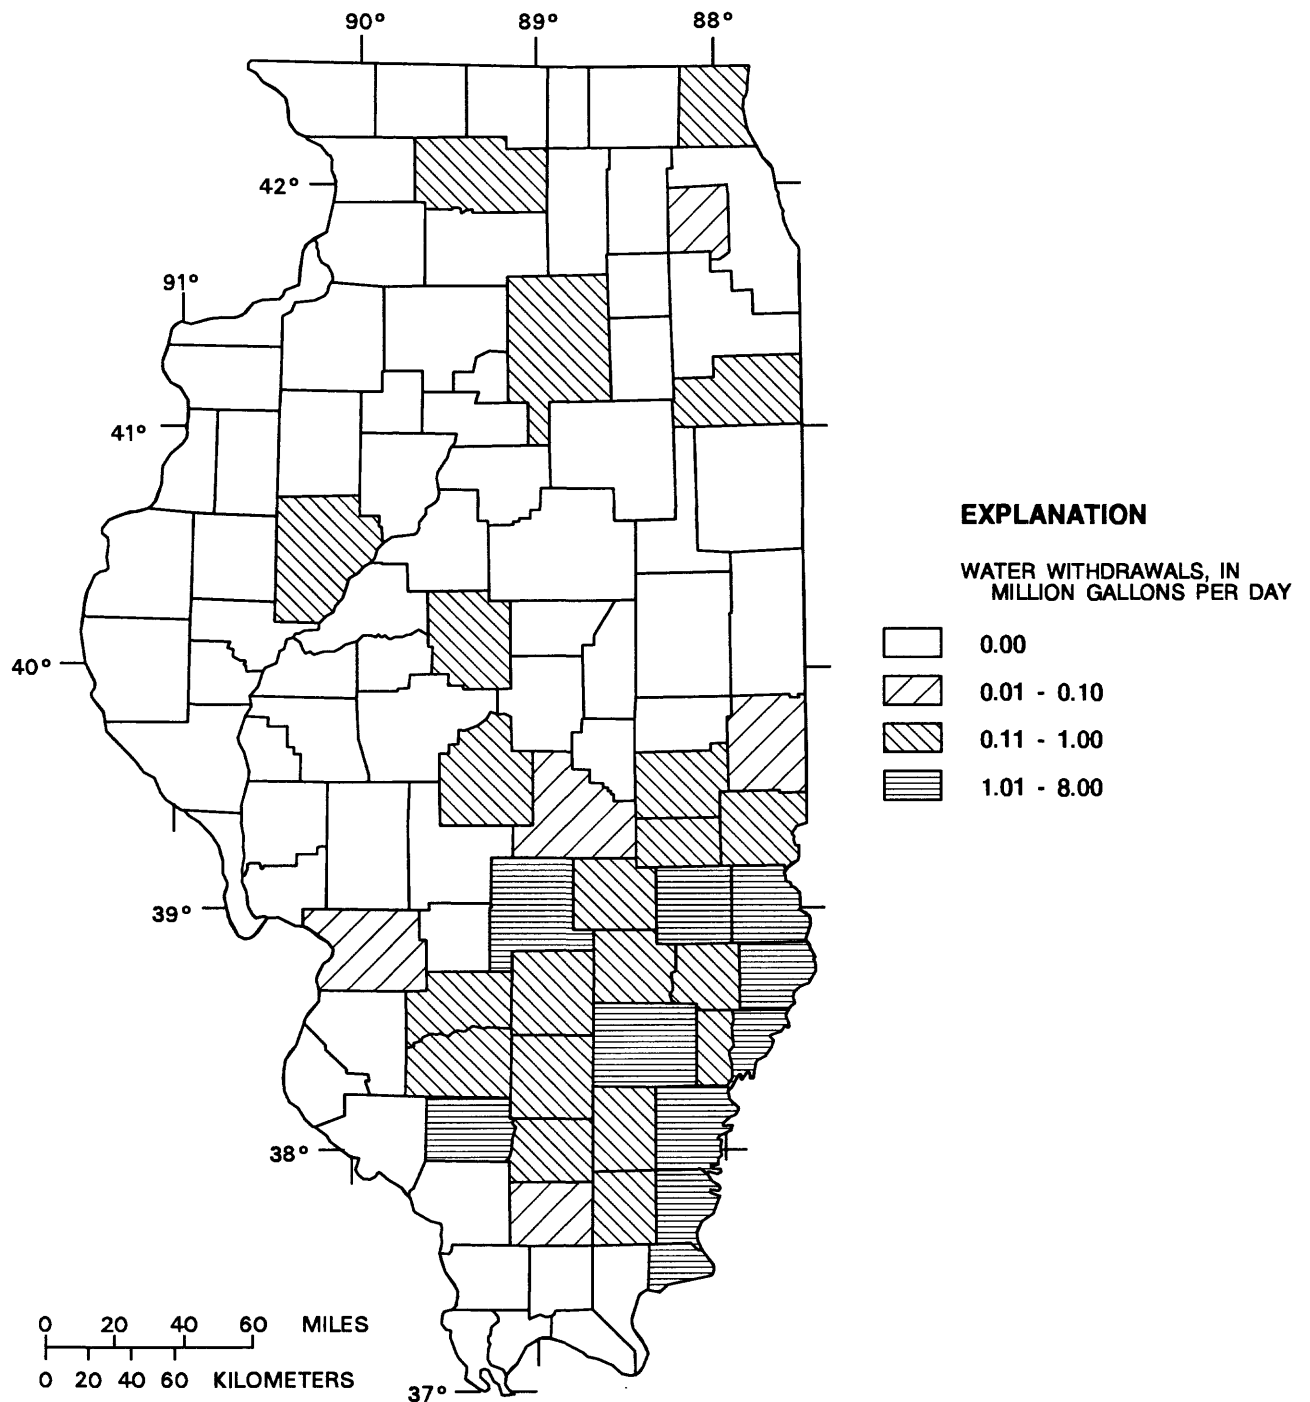 90° 89° 88°
42°
91°
41°
40°
39°
38°
37°
EXPLANATION
WATER WITHDRAWALS, IN
MILLION GALLONS PER DAY
0.00
0.01 - 0.10
0.11 - 1.00
1.01 - 8.00
0 20 40 60 MILES
0 20 40 60 KILOMETERS